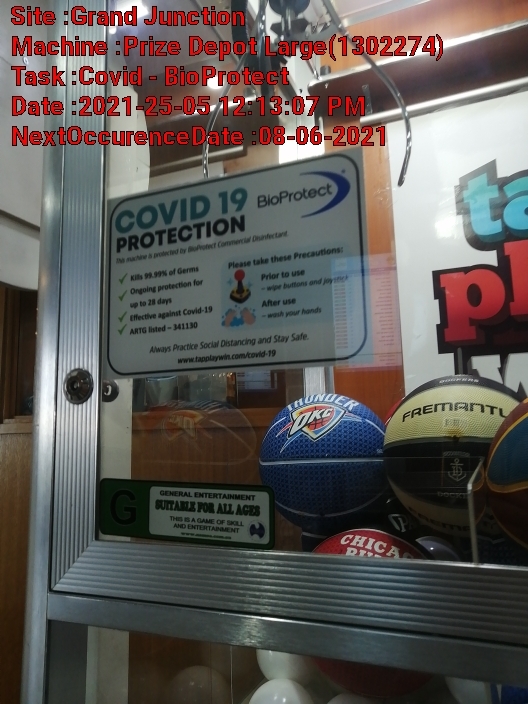 Site :Grand Junction
Machine :Prize Depot Large(1302274)
Task :Covid - BioProtect
Date :2021-25-05 12:13:07 PM
NextOccurenceDate :08-06-2021
COVID 19
PROTECTION
BioProtect
This machine is protected by BioProtect Commercial Disinfectant.
✓ Kills 99.99% of Germs
✓ Ongoing protection for
up to 28 days
✓ Effective against Covid-19
✓ ARTG listed – 341130
Please take these Precautions:
Prior to use
– wipe buttons and joystick
After use
– wash your hands
Always Practice Social Distancing and Stay Safe.
www.tapplaywin.com/covid-19
ta
pl
THUNDER
OKC
DOCKERS
FREMANTL
CHICA
G
GENERAL ENTERTAINMENT
SUITABLE FOR ALL AGES
THIS IS A GAME OF SKILL
AND ENTERTAINMENT